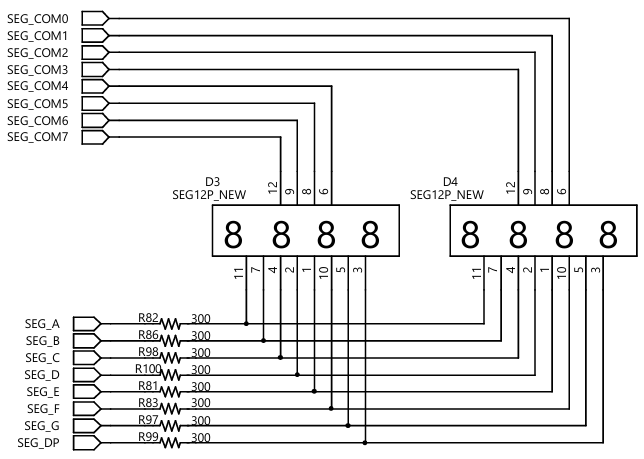 SEG_COM0
SEG_COM1
SEG_COM2
SEG_COM3
SEG_COM4
SEG_COM5
SEG_COM6
SEG_COM7
D3
SEG12P_NEW
12 9 8 6
8 8 8 8
11 7 4 2 1 10 5 3
D4
SEG12P_NEW
12 9 8 6
8 8 8 8
11 7 4 2 1 10 5 3
SEG_A R82 300
SEG_B R86 300
SEG_C R98 300
SEG_D R100 300
SEG_E R81 300
SEG_F R83 300
SEG_G R97 300
SEG_DP R99 300